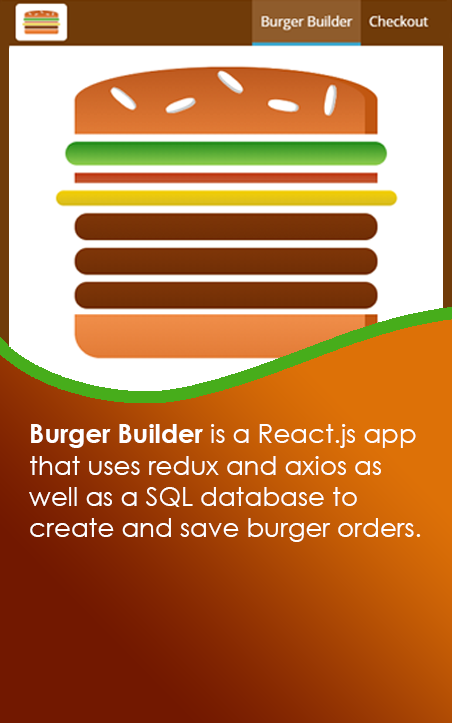 Burger Builder Checkout
Burger Builder is a React.js app
that uses redux and axios as
well as a SQL database to
create and save burger orders.